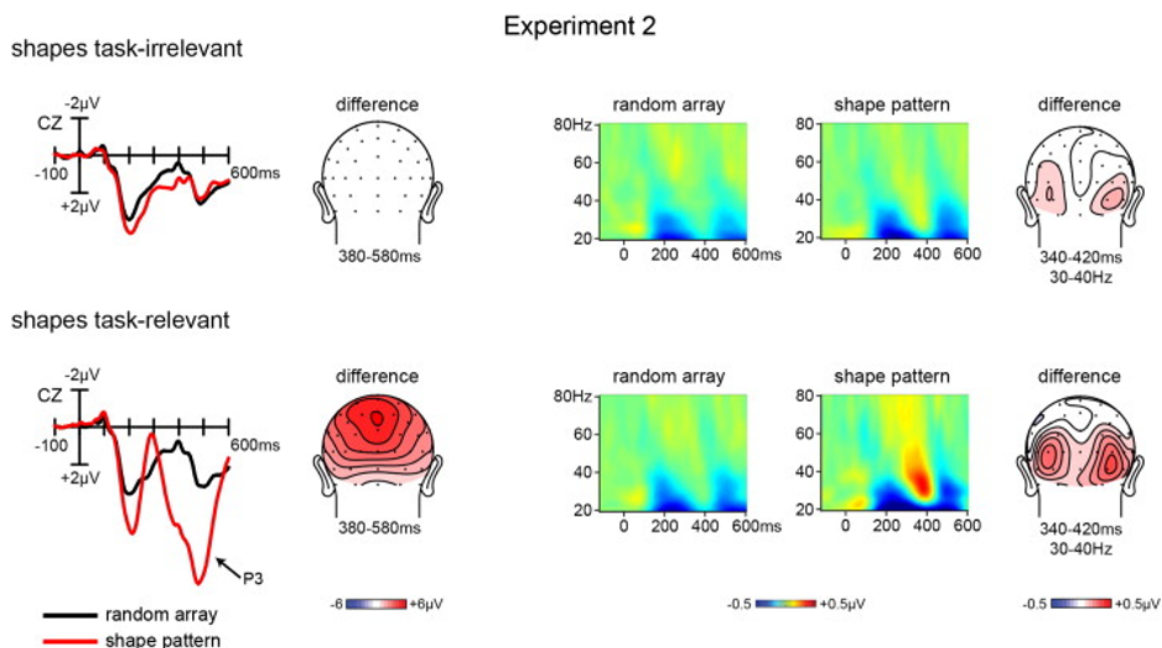 Experiment 2
shapes task-irrelevant
-2µV
CZ
-100
600ms
+2µV
difference
380-580ms
random array
80Hz
60
40
20
0 200 400 600ms
shape pattern
80
60
40
20
0 200 400 600
difference
340-420ms
30-40Hz
shapes task-relevant
-2µV
CZ
-100
600ms
+2µV
P3
difference
380-580ms
random array
80Hz
60
40
20
0 200 400 600ms
shape pattern
80
60
40
20
0 200 400 600
difference
340-420ms
30-40Hz
random array
shape pattern
-6 +6µV
-0.5 +0.5µV
-0.5 +0.5µV